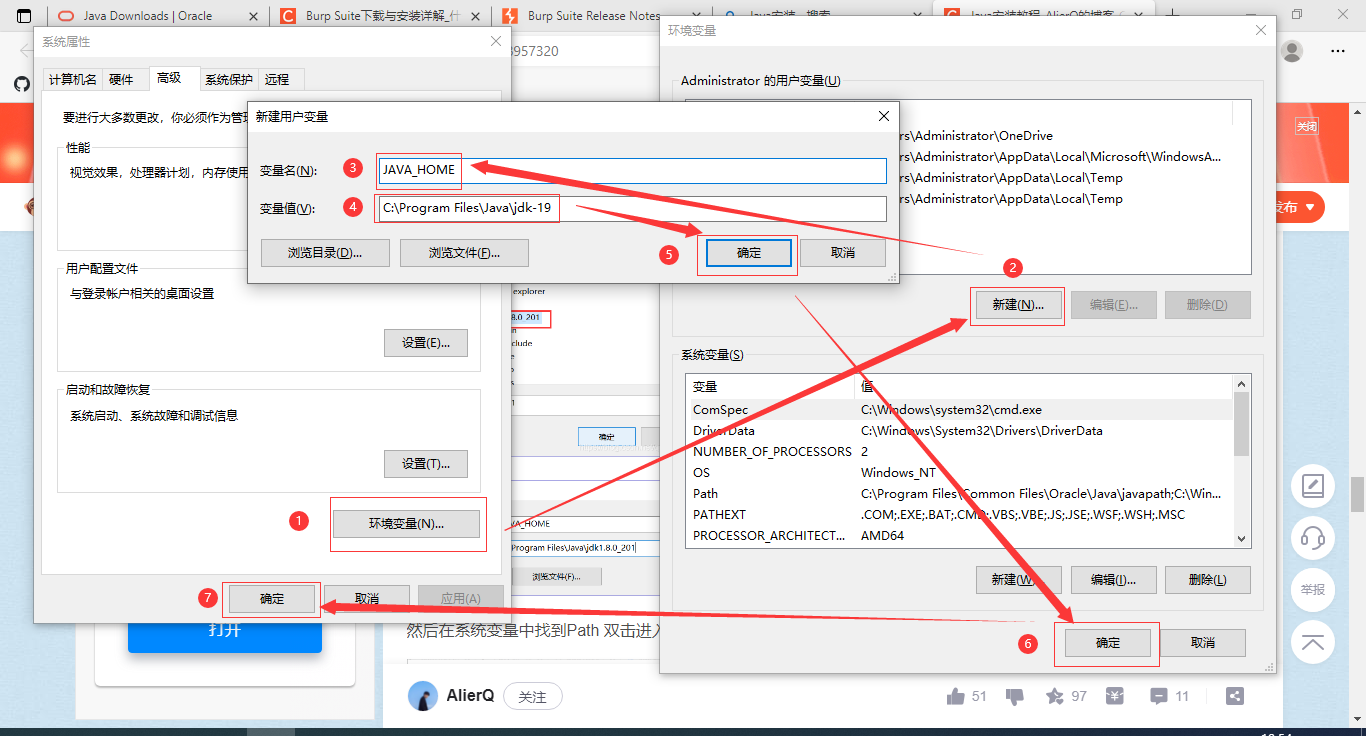 Java Downloads | Oracle
Burp Suite下载与安装详解_什
Burp Suite Release Notes
Java安装 - 搜索
Java安装教程_AlierQ的博客-C
8957320
关闭
发布
系统属性
计算机名
硬件
高级
系统保护
远程
要进行大多数更改，你必须作为管理
性能
视觉效果，处理器计划，内存使用
用户配置文件
与登录帐户相关的桌面设置
设置(E)...
启动和故障恢复
系统启动、系统故障和调试信息
设置(T)...
1
环境变量(N)...
7
确定
取消
应用(A)
新建用户变量
变量名(N):
3
JAVA_HOME
变量值(V):
4
C:\Program Files\Java\jdk-19
浏览目录(D)...
浏览文件(F)...
5
确定
取消
环境变量
Administrator 的用户变量(U)
rs\Administrator\OneDrive
rs\Administrator\AppData\Local\Microsoft\WindowsA...
rs\Administrator\AppData\Local\Temp
rs\Administrator\AppData\Local\Temp
2
新建(N)...
编辑(E)...
删除(D)
系统变量(S)
变量
值
ComSpec
C:\Windows\system32\cmd.exe
DriverData
C:\Windows\System32\Drivers\DriverData
NUMBER_OF_PROCESSORS
2
OS
Windows_NT
Path
C:\Program Files\Common Files\Oracle\Java\javapath;C:\Win...
PATHEXT
.COM;.EXE;.BAT;.CMD;.VBS;.VBE;.JS;.JSE;.WSF;.WSH;.MSC
PROCESSOR_ARCHITECT...
AMD64
新建(W)...
编辑(I)...
删除(L)
6
确定
取消
explorer
8.0_201
clude
确定
VA_HOME
Program Files\Java\jdk1.8.0_201
浏览文件(F)...
打开
然后在系统变量中找到Path 双击进入
AlierQ
关注
51
97
11
举报